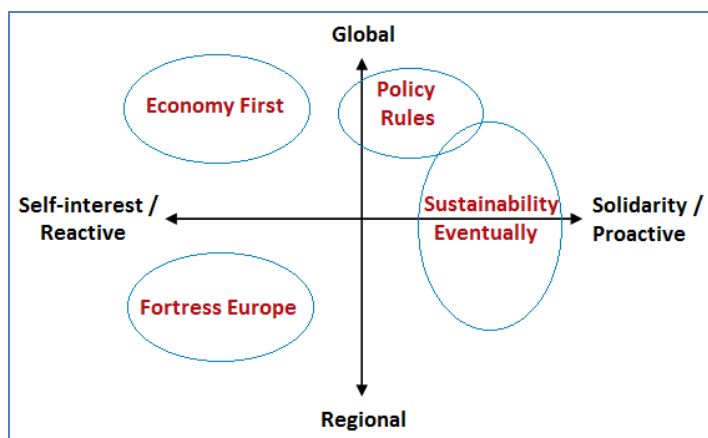 Global
Economy First
Policy
Rules
Self-interest /
Reactive
Sustainability
Eventually
Solidarity /
Proactive
Fortress Europe
Regional